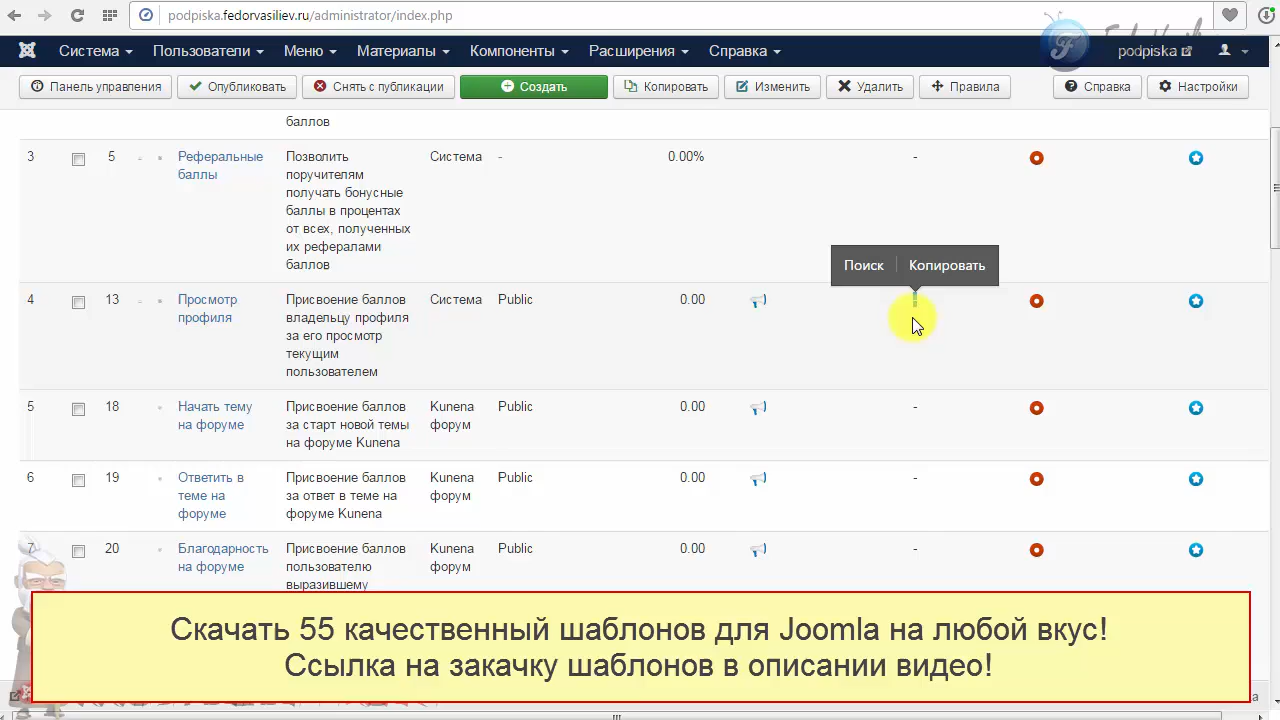 podpiska.fedorvasiliev.ru/administrator/index.php
Система Пользователи Меню Материалы Компоненты Расширения Справка podpiska
Панель управления Опубликовать Снять с публикации Создать Копировать Изменить Удалить Правила Справка Настройки
баллов
3 5 Реферальные Позволить Система - 0.00% -
баллы поручителям
получать бонусные
баллы в процентах
от всех, полученных
их рефералами
баллов
Поиск Копировать
4 13 Просмотр Присвоение баллов Система Public 0.00
профиля владельцу профиля
за его просмотр
текущим
пользователем
5 18 Начать тему Присвоение баллов Kunena Public 0.00 -
на форуме за старт новой темы форум
на форуме Kunena
6 19 Ответить в Присвоение баллов Kunena Public 0.00 -
теме на за ответ в теме на форум
форуме форуме Kunena
7 20 Благодарность Присвоение баллов Kunena Public 0.00 -
на форуме пользователю форум
выразившему
Скачать 55 качественный шаблонов для Joomla на любой вкус!
Ссылка на закачку шаблонов в описании видео!